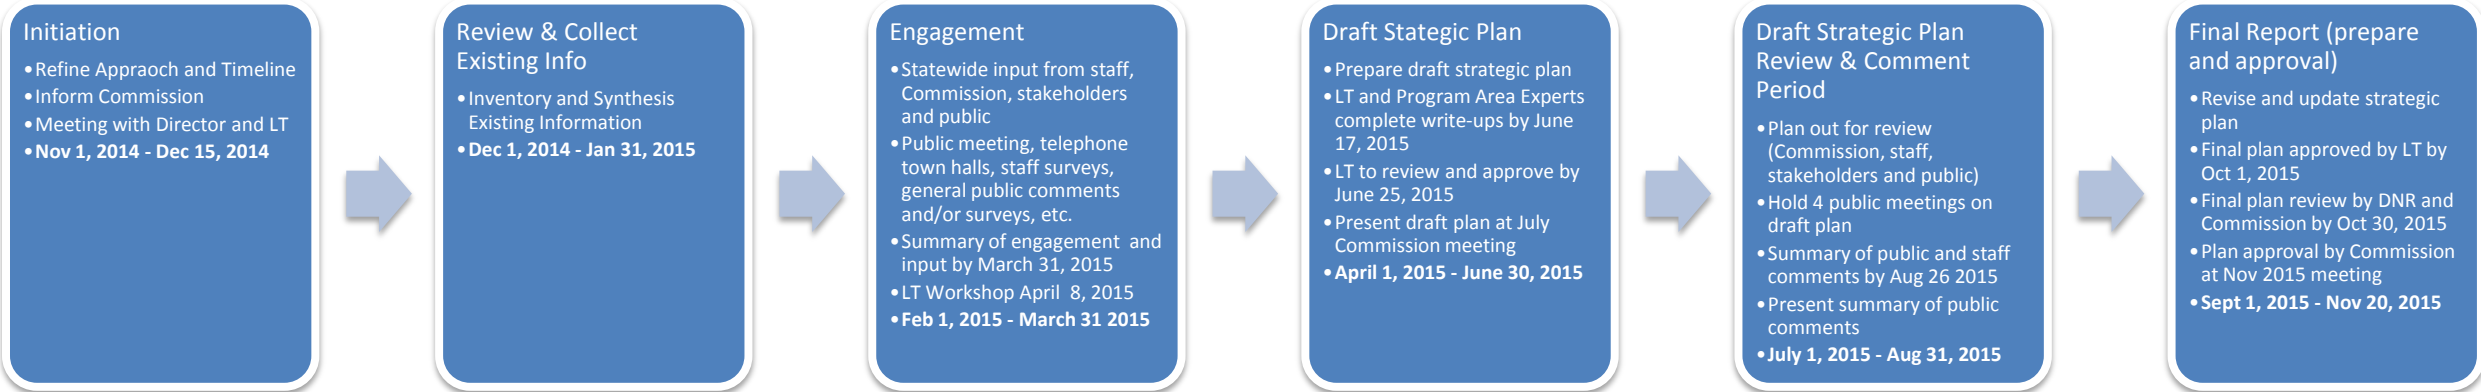 Initiation
•Refine Appraoch and Timeline
•Inform Commission
•Meeting with Director and LT
•Nov 1, 2014 - Dec 15, 2014
Review & Collect
Existing Info
•Inventory and Synthesis
Existing Information
•Dec 1, 2014 - Jan 31, 2015
Engagement
•Statewide input from staff,
Commission, stakeholders
and public
•Public meeting, telephone
town halls, staff surveys,
general public comments
and/or surveys, etc.
•Summary of engagement and
input by March 31, 2015
•LT Workshop April 8, 2015
•Feb 1, 2015 - March 31 2015
Draft Stategic Plan
•Prepare draft strategic plan
•LT and Program Area Experts
complete write-ups by June
17, 2015
•LT to review and approve by
June 25, 2015
•Present draft plan at July
Commission meeting
•April 1, 2015 - June 30, 2015
Draft Strategic Plan
Review & Comment
Period
•Plan out for review
(Commission, staff,
stakeholders and public)
•Hold 4 public meetings on
draft plan
•Summary of public and staff
comments by Aug 26 2015
•Present summary of public
comments
•July 1, 2015 - Aug 31, 2015
Final Report (prepare
and approval)
•Revise and update strategic
plan
•Final plan approved by LT by
Oct 1, 2015
•Final plan review by DNR and
Commission by Oct 30, 2015
•Plan approval by Commission
at Nov 2015 meeting
•Sept 1, 2015 - Nov 20, 2015